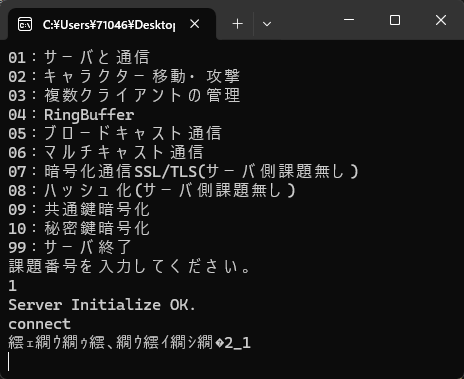 C:¥Users¥71046¥Desktop
01：サーバと通信
02：キャラクター移動・攻撃
03：複数クライアントの管理
04：RingBuffer
05：ブロードキャスト通信
06：マルチキャスト通信
07：暗号化通信SSL/TLS(サーバ側課題無し)
08：ハッシュ化(サーバ側課題無し)
09：共通鍵暗号化
10：秘密鍵暗号化
99：サーバ終了
課題番号を入力してください。
1
Server Initialize OK.
connect
繧ｪ繝ｳ繝ｩ繧､繝ｳ繧ｲ繝ｼ繝�2_1